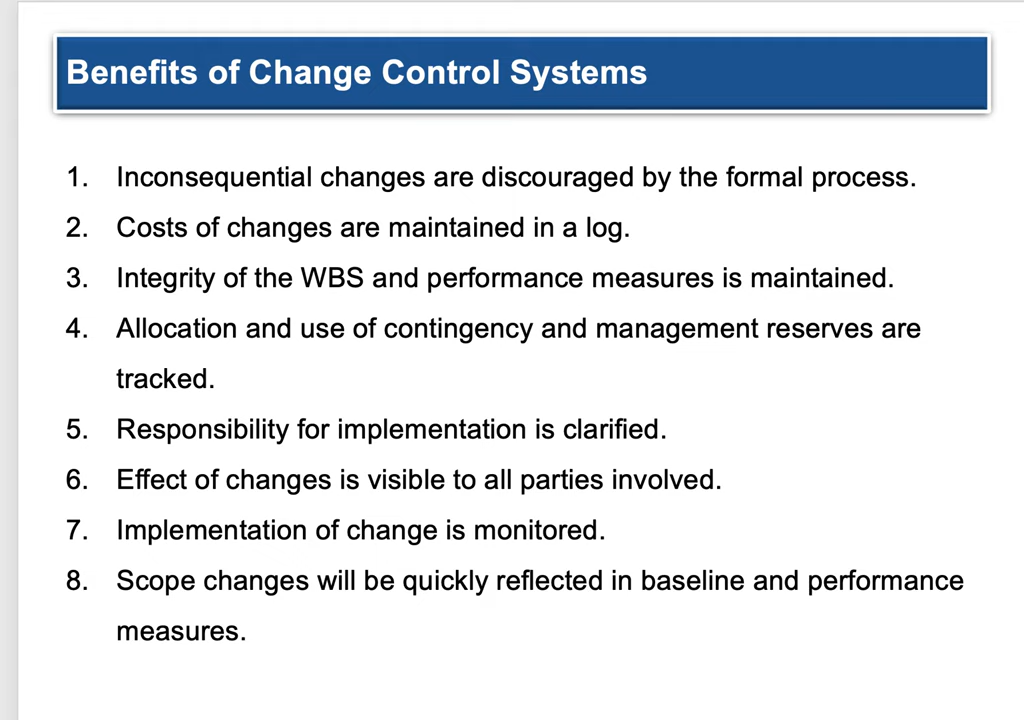 Benefits of Change Control Systems
1. Inconsequential changes are discouraged by the formal process.
2. Costs of changes are maintained in a log.
3. Integrity of the WBS and performance measures is maintained.
4. Allocation and use of contingency and management reserves are
tracked.
5. Responsibility for implementation is clarified.
6. Effect of changes is visible to all parties involved.
7. Implementation of change is monitored.
8. Scope changes will be quickly reflected in baseline and performance
measures.